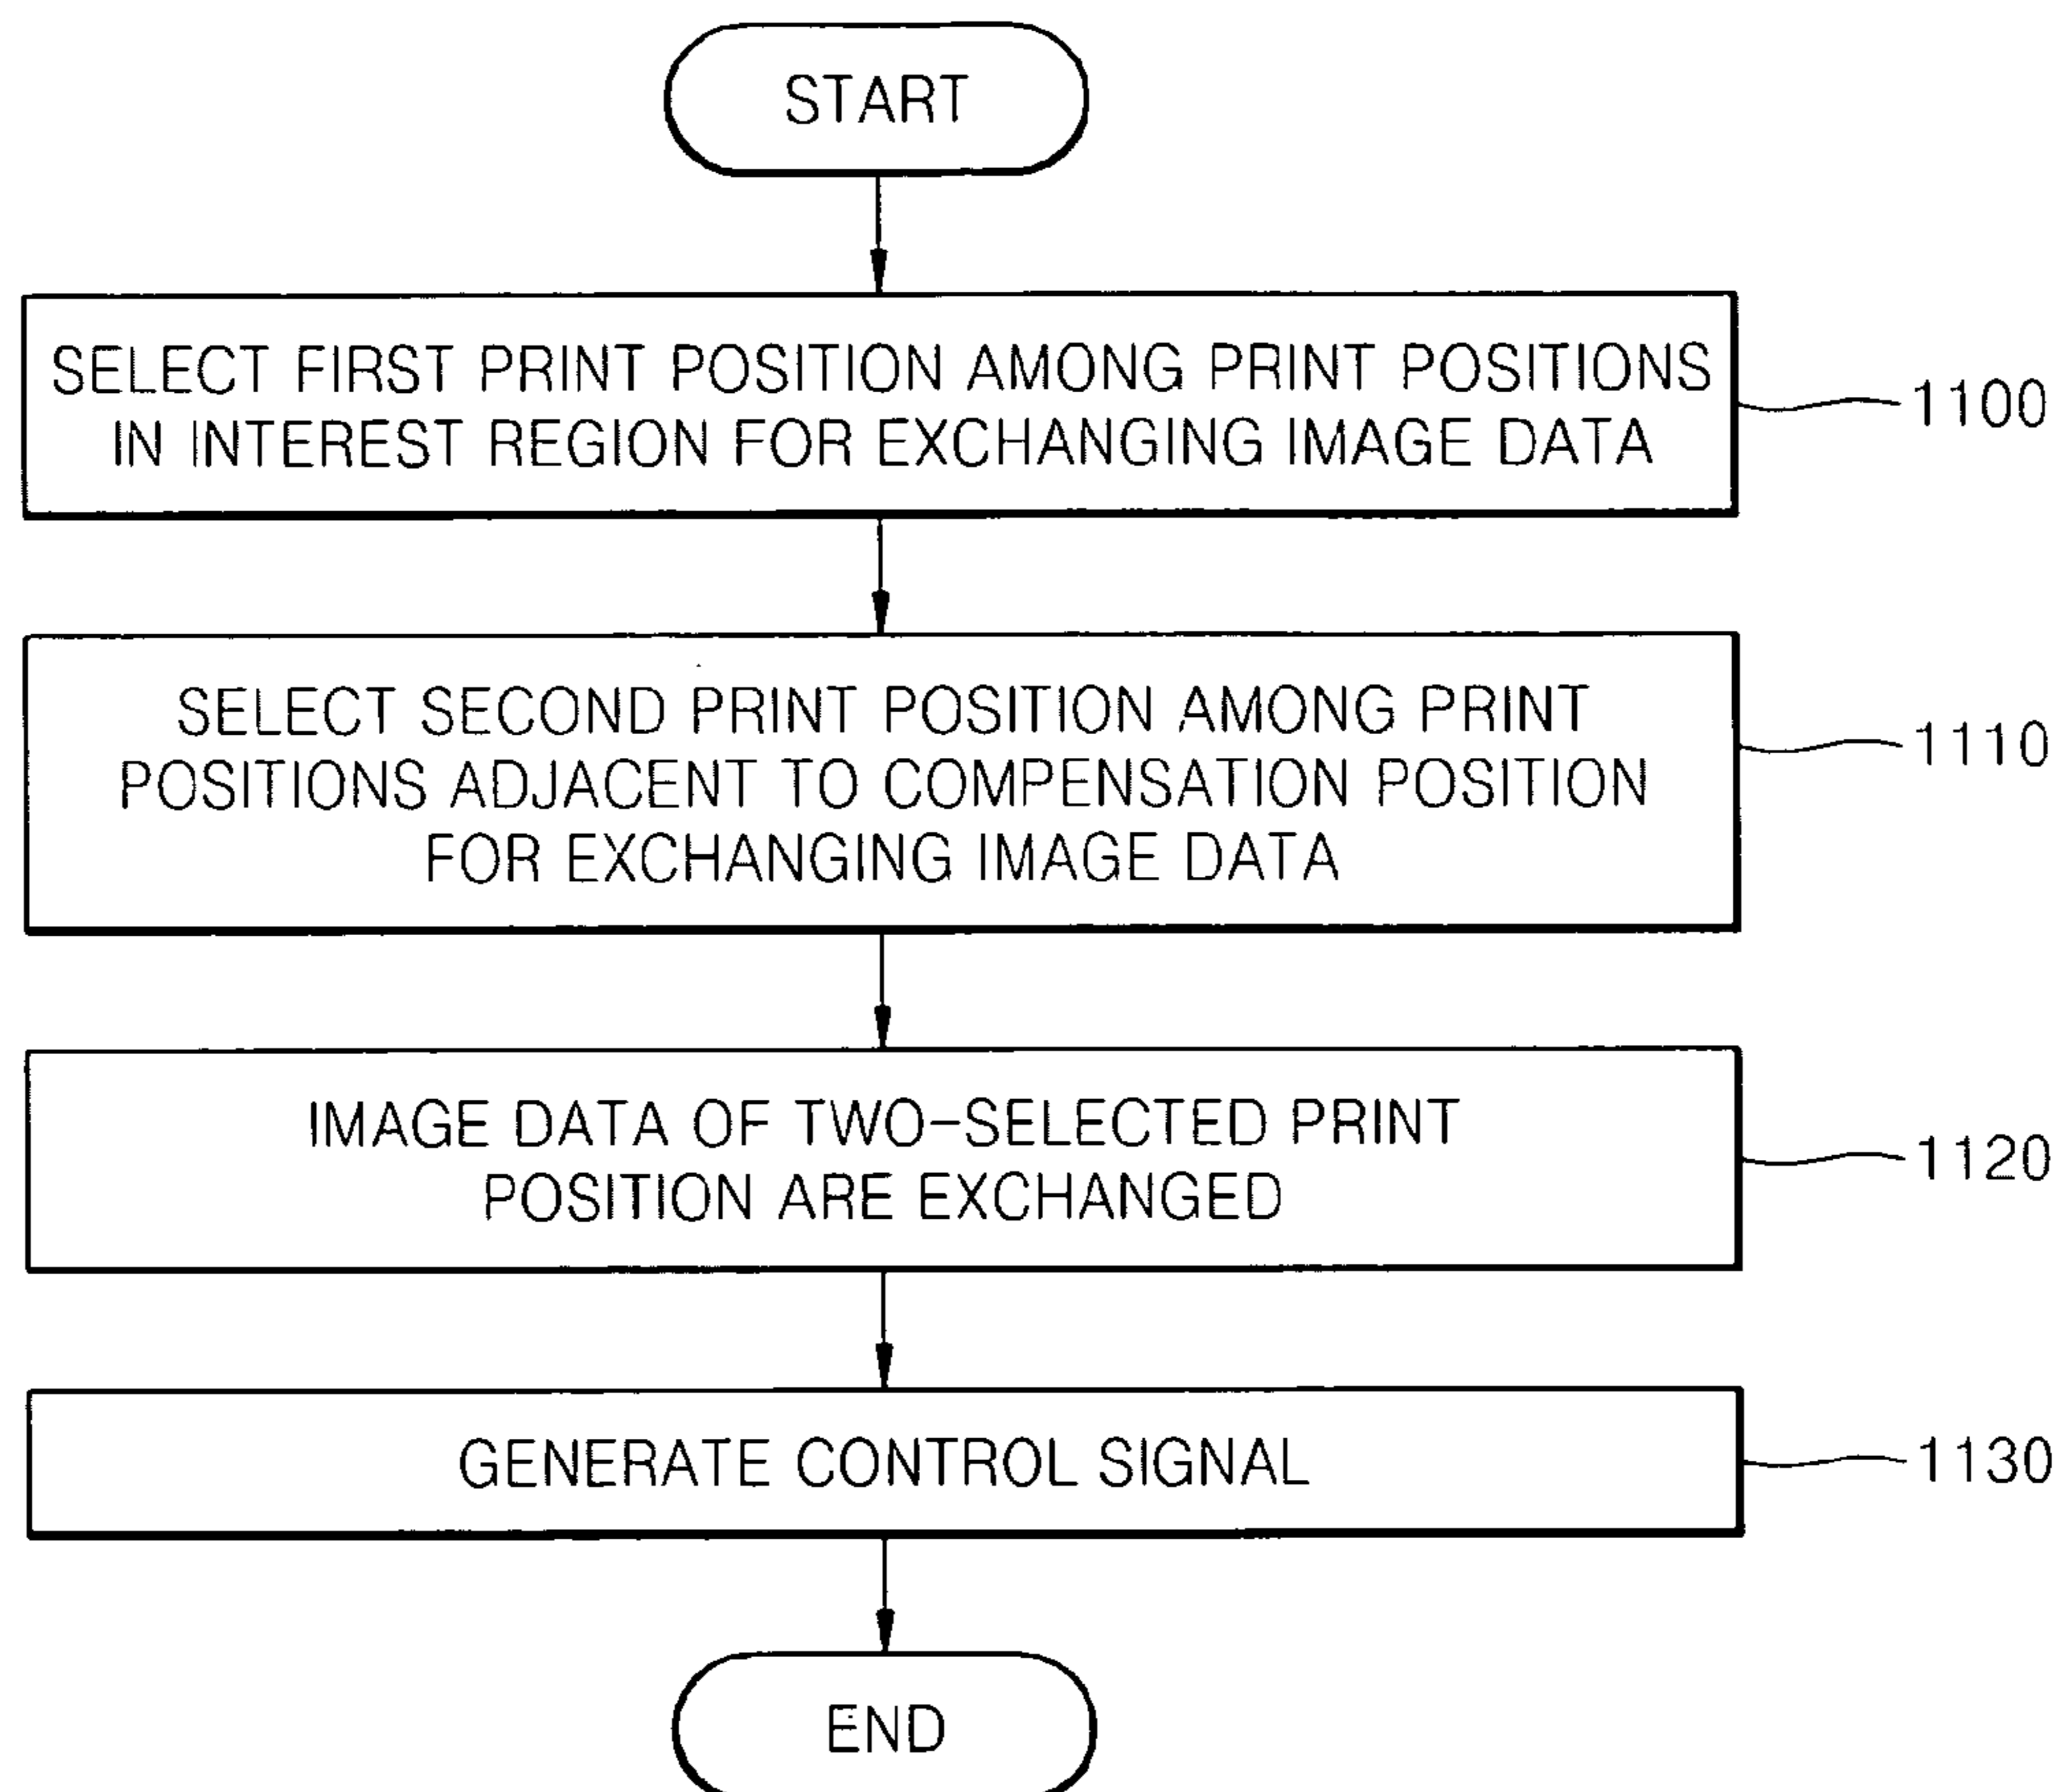 START
SELECT FIRST PRINT POSITION AMONG PRINT POSITIONS
IN INTEREST REGION FOR EXCHANGING IMAGE DATA
1100
SELECT SECOND PRINT POSITION AMONG PRINT
POSITIONS ADJACENT TO COMPENSATION POSITION
FOR EXCHANGING IMAGE DATA
1110
IMAGE DATA OF TWO-SELECTED PRINT
POSITION ARE EXCHANGED
1120
GENERATE CONTROL SIGNAL
1130
END